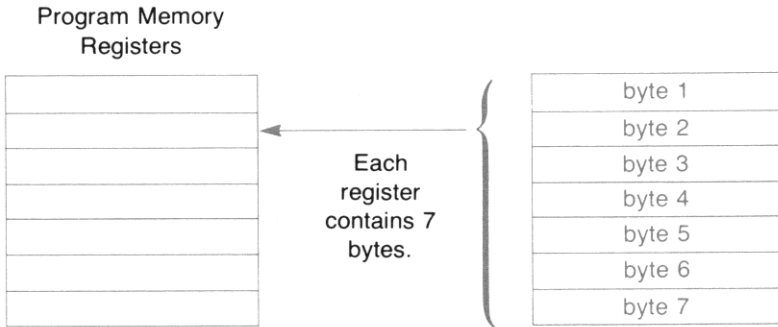 Program Memory
Registers
byte 1
byte 2
byte 3
byte 4
byte 5
byte 6
byte 7
Each
register
contains 7
bytes.